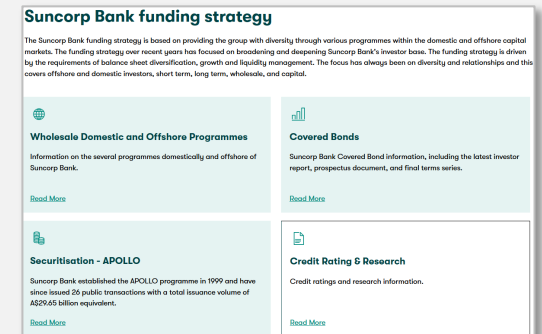 Suncorp Bank funding strategy
The Suncorp Bank funding strategy is based on providing the group with diversity through various programmes within the domestic and offshore capital
markets. The funding strategy over recent years has focused on broadening and deepening Suncorp Bank's investor base. The funding strategy is driven
by the requirements of balance sheet diversification, growth and liquidity management. The focus has always been on diversity and relationships and this
covers offshore and domestic investors, short term, long term, wholesale, and capital.
Wholesale Domestic and Offshore Programmes
Information on the several programmes domestically and offshore of
Suncorp Bank.
Read More
Covered Bonds
Suncorp Bank Covered Bond information, including the latest investor
report, prospectus document, and final terms series.
Read More
Securitisation - APOLLO
Suncorp Bank established the APOLLO programme in 1999 and have
since issued 26 public transactions with a total issuance volume of
A$29.65 billion equivalent.
Read More
Credit Rating & Research
Credit ratings and research information.
Read More